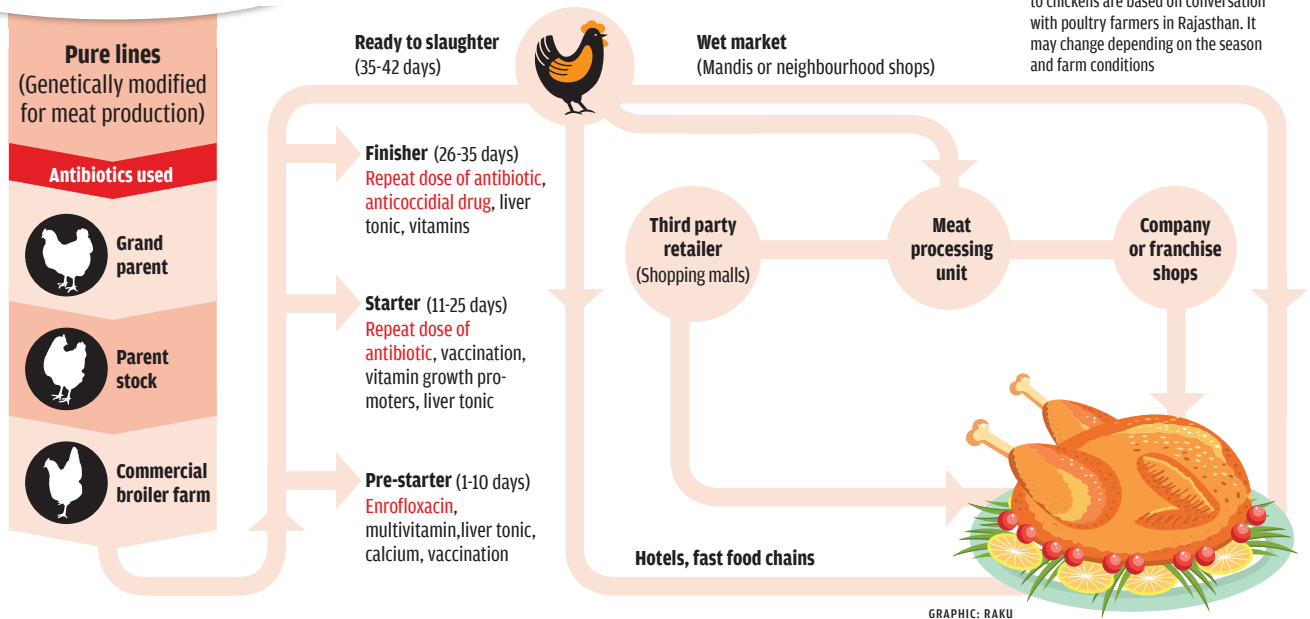 to chickens are based on conversation
with poultry farmers in Rajasthan. It
may change depending on the season
and farm conditions
Pure lines
(Genetically modified
for meat production)
Antibiotics used
Grand
parent
Parent
stock
Commercial
broiler farm
Ready to slaughter
(35-42 days)
Wet market
(Mandis or neighbourhood shops)
Finisher (26-35 days)
Repeat dose of antibiotic,
anticoccidial drug, liver
tonic, vitamins
Starter (11-25 days)
Repeat dose of
antibiotic, vaccination,
vitamin growth pro-
moters, liver tonic
Pre-starter (1-10 days)
Enrofloxacin,
multivitamin,liver tonic,
calcium, vaccination
Third party
retailer
(Shopping malls)
Meat
processing
unit
Company
or franchise
shops
Hotels, fast food chains
GRAPHIC: RAKU